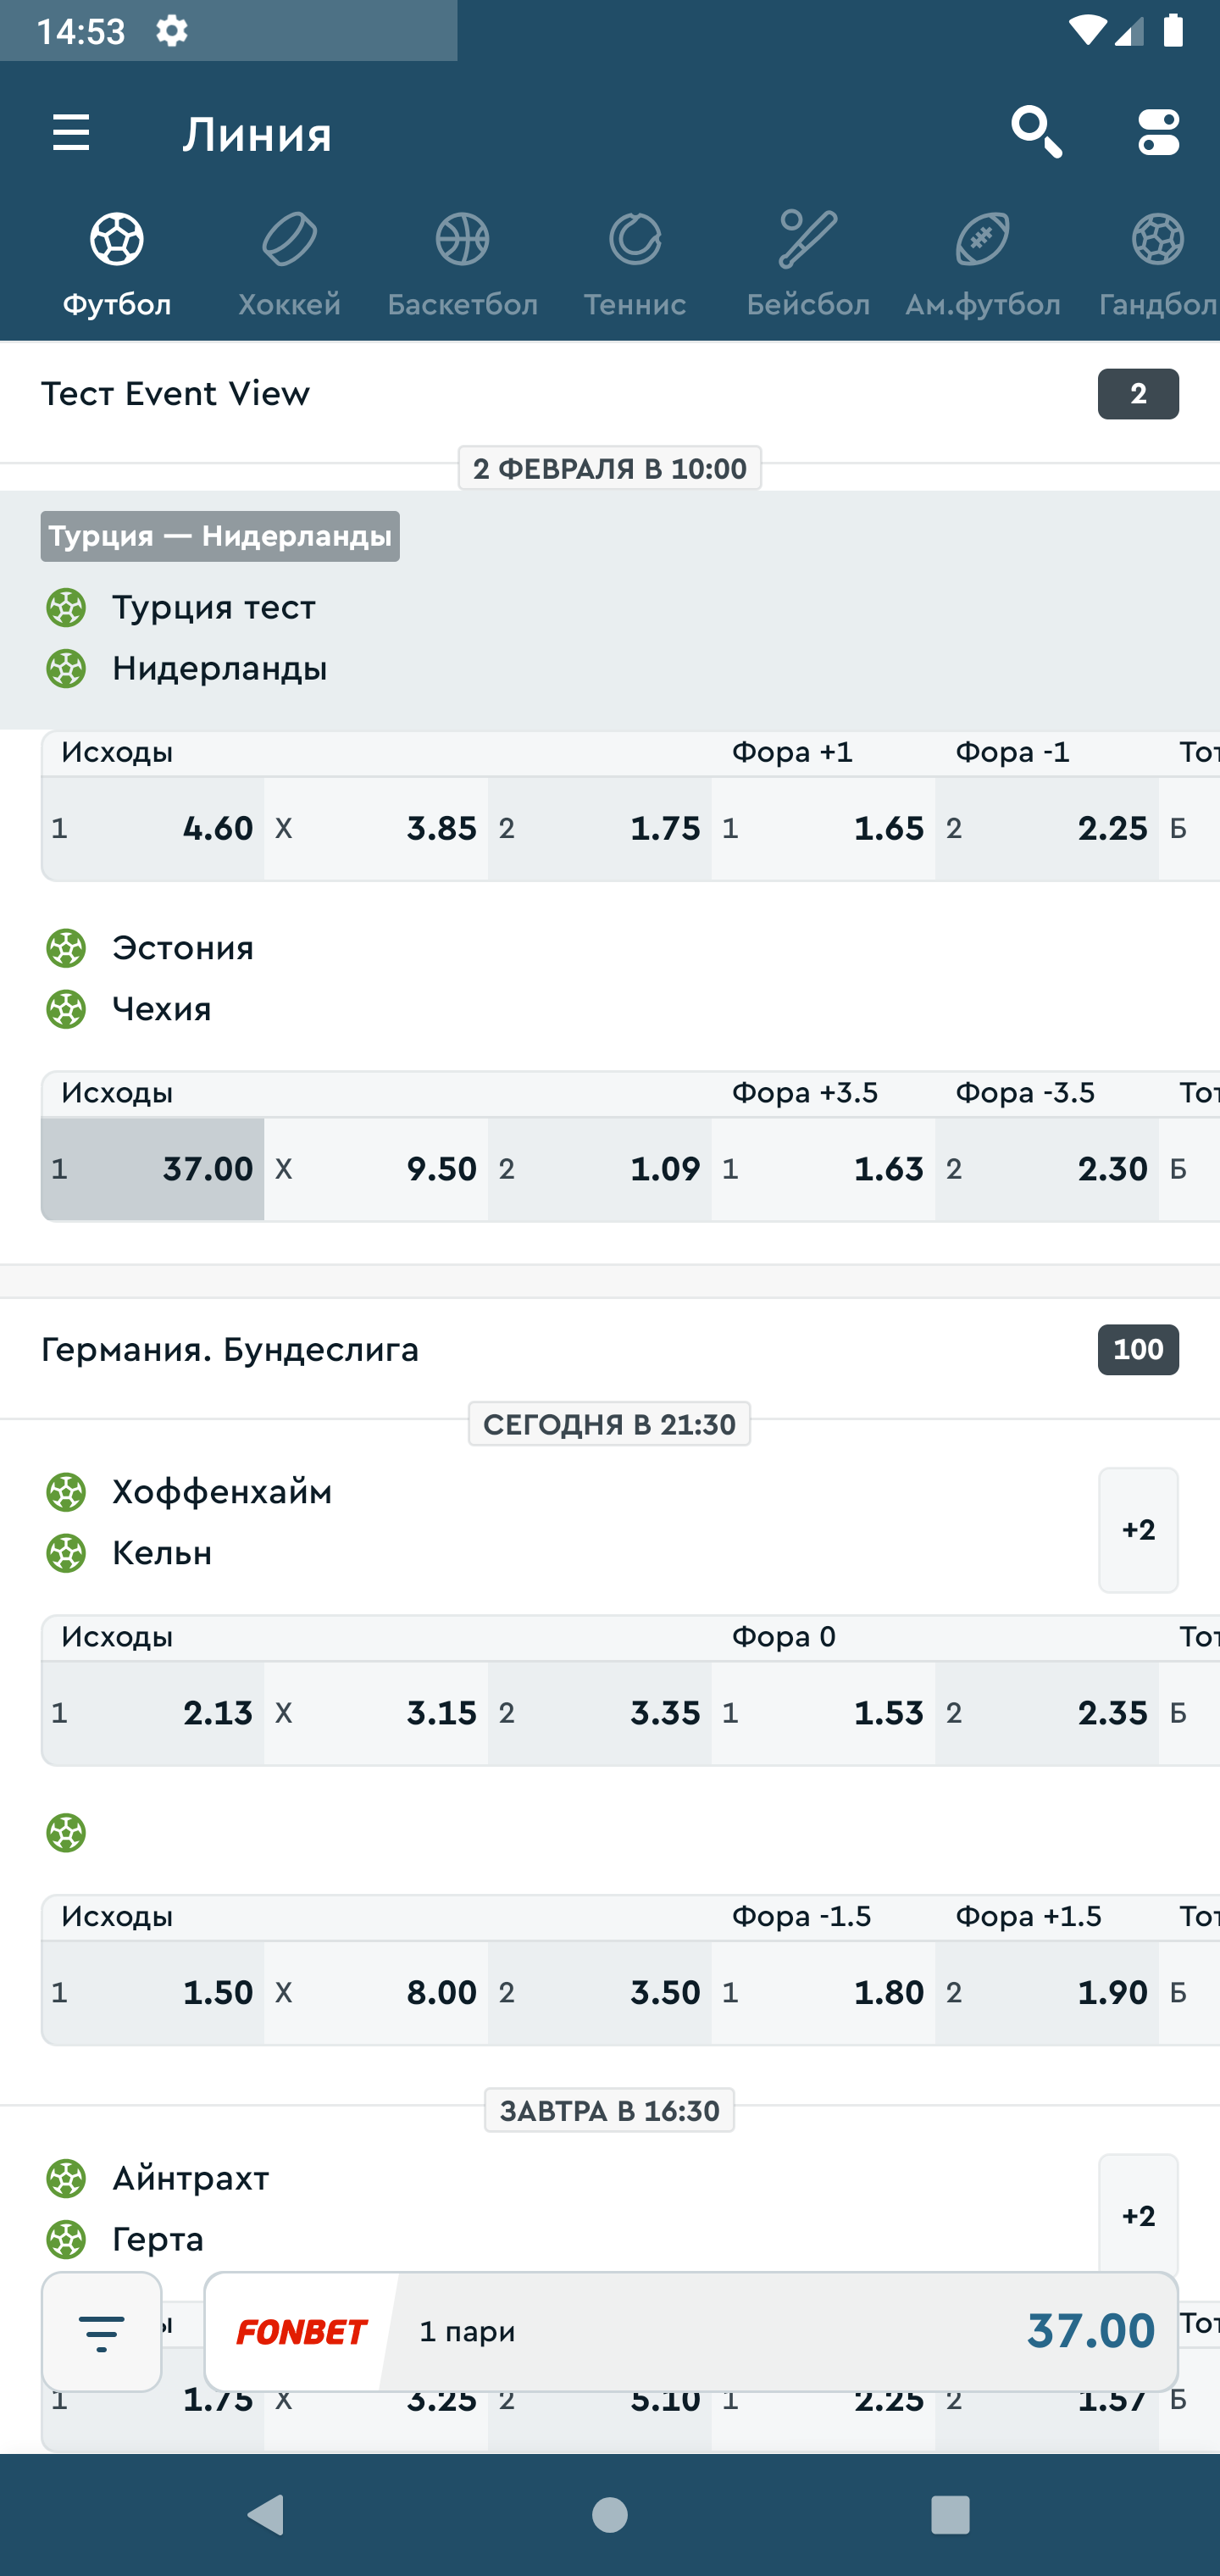 14:53
Линия
Футбол Хоккей Баскетбол Теннис Бейсбол Ам.футбол Гандбол
Тест Event View 2
2 ФЕВРАЛЯ В 10:00
Турция — Нидерланды
Турция тест
Нидерланды
Исходы Фора +1 Фора -1 Тот
1 4.60 X 3.85 2 1.75 1 1.65 2 2.25 Б
Эстония
Чехия
Исходы Фора +3.5 Фора -3.5 Тот
1 37.00 X 9.50 2 1.09 1 1.63 2 2.30 Б
Германия. Бундеслига 100
СЕГОДНЯ В 21:30
Хоффенхайм
+2
Кельн
Исходы Фора 0 Тот
1 2.13 X 3.15 2 3.35 1 1.53 2 2.35 Б
Исходы Фора -1.5 Фора +1.5 Тот
1 1.50 X 8.00 2 3.50 1 1.80 2 1.90 Б
ЗАВТРА В 16:30
Айнтрахт
+2
Герта
ы FONBET 1 пари 37.00 Тот
1 1.75 X 3.25 2 5.10 1 2.25 2 1.57 Б